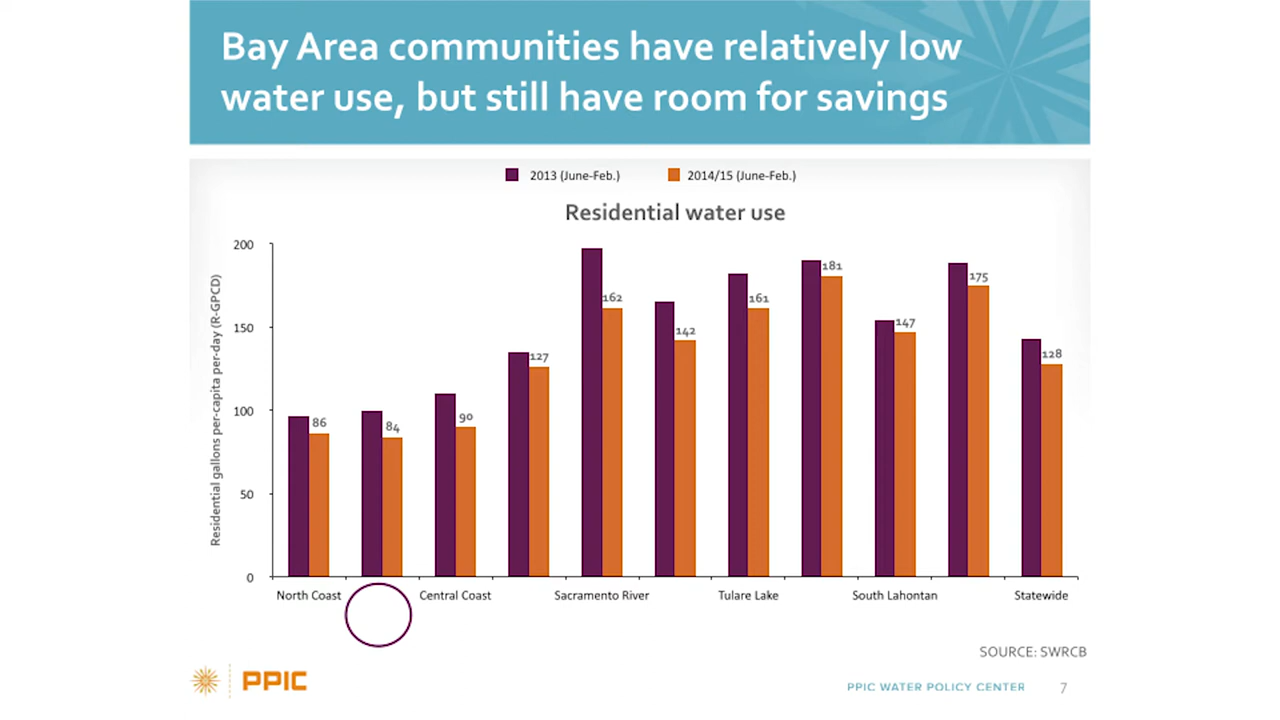 Bay Area communities have relatively low
water use, but still have room for savings
2013 (June-Feb.) 2014/15 (June-Feb.)
Residential water use
Residential gallons per-capita per-day (R-GPCD)
200
150
100
50
0
86
84
90
127
162
142
161
181
147
175
128
North Coast Central Coast Sacramento River Tulare Lake South Lahontan Statewide
SOURCE: SWRCB
PPIC
PPIC WATER POLICY CENTER 7